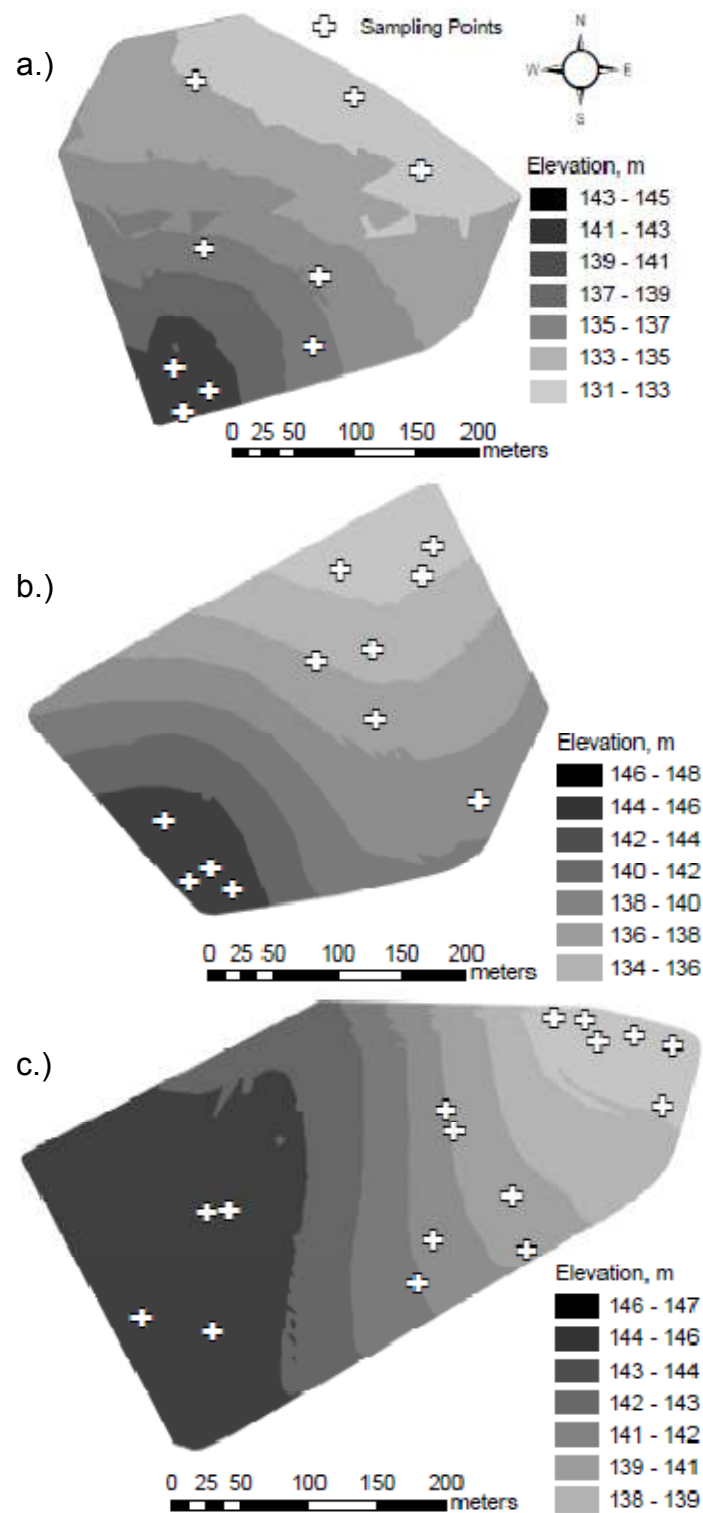 Sampling Points
N
W E
S
a.)
Elevation, m
143 - 145
141 - 143
139 - 141
137 - 139
135 - 137
133 - 135
131 - 133
0 25 50 100 150 200
meters
b.)
Elevation, m
146 - 148
144 - 146
142 - 144
140 - 142
138 - 140
136 - 138
134 - 136
0 25 50 100 150 200
meters
c.)
Elevation, m
146 - 147
144 - 146
143 - 144
142 - 143
141 - 142
139 - 141
138 - 139
0 25 50 100 150 200
meters